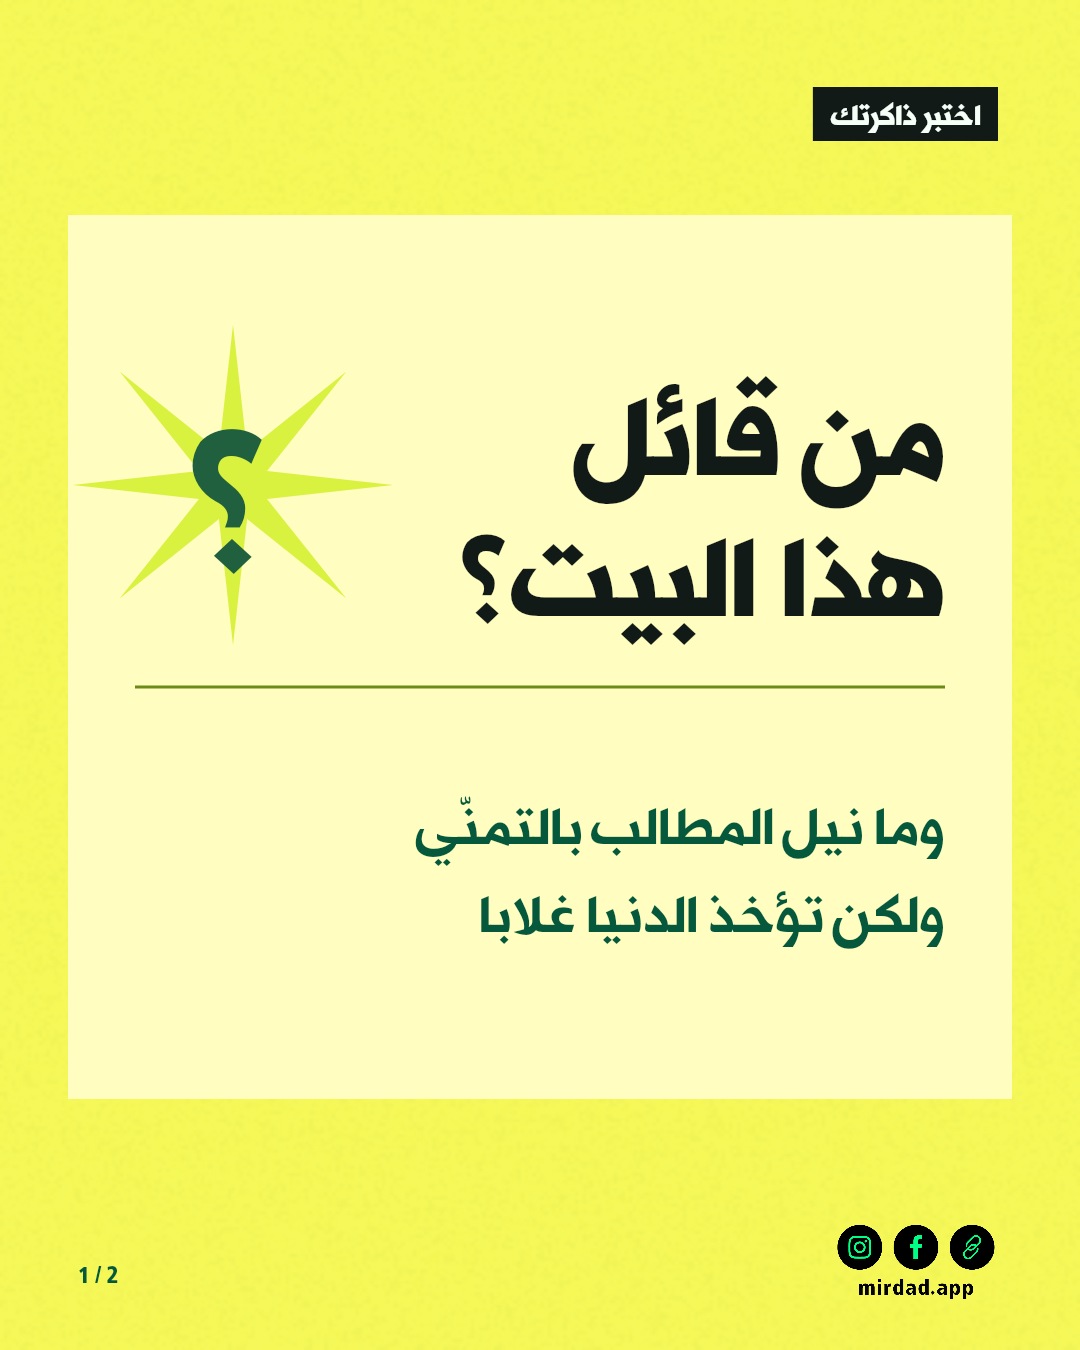 اختبر ذاكرتك
من قائل
هذا البيت؟
؟
وما نيل المطالب بالتمنّي
ولكن تؤخذ الدنيا غلابا
1 / 2
mirdad.app